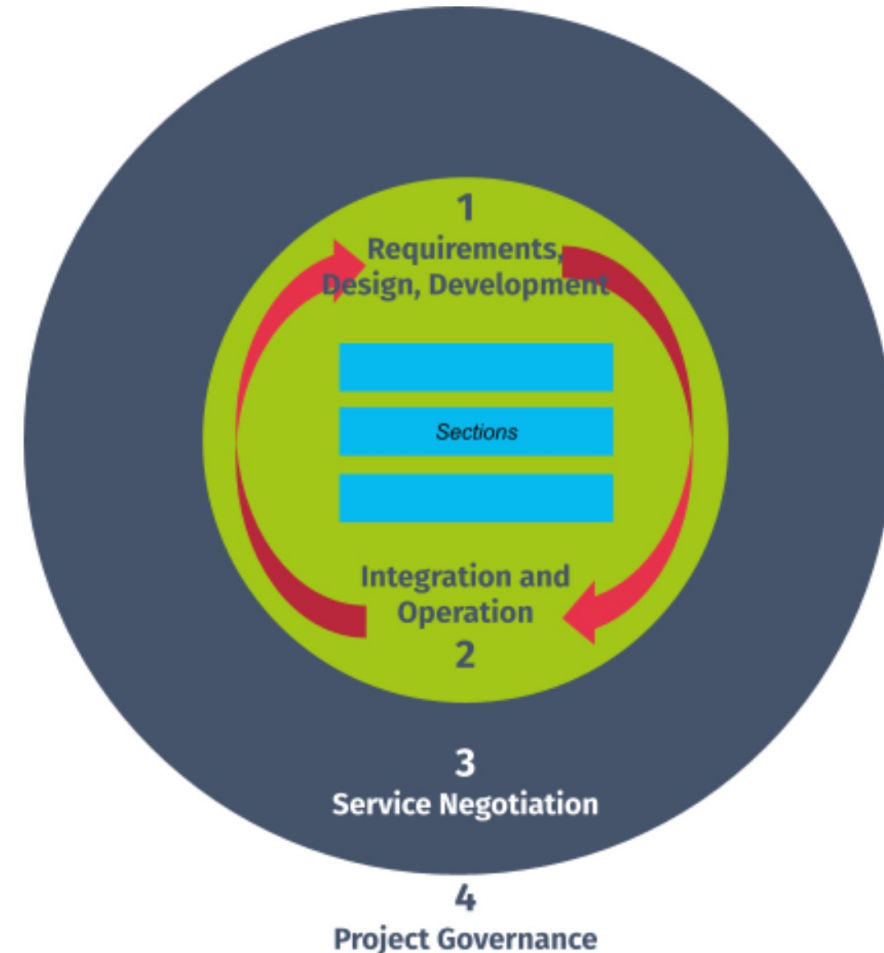 1
Requirements,
Design, Development
Sections
Integration and
Operation
2
3
Service Negotiation
4
Project Governance